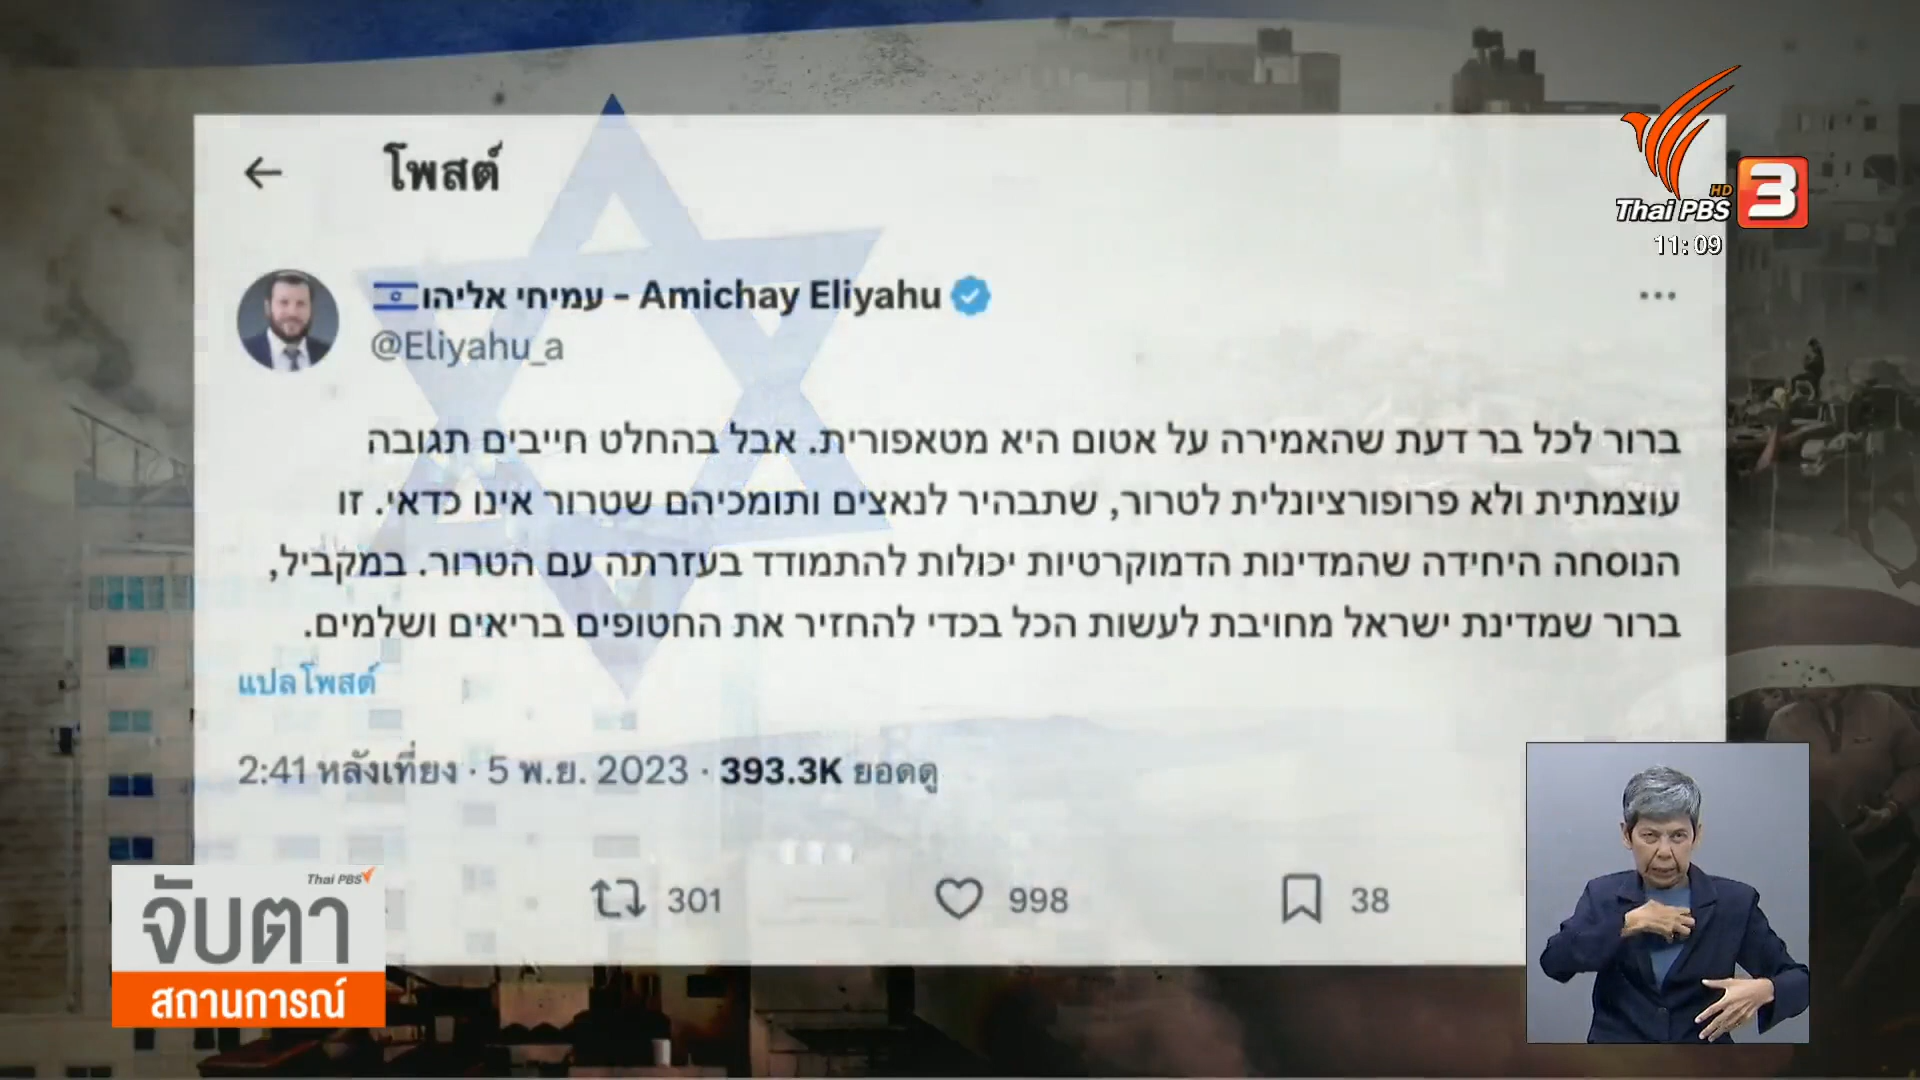 โพสต์
HD
Thai PBS 3
11:09
עמיחי אליהו - Amichay Eliyahu
@Eliyahu_a
ברור לכל בר דעת שהאמירה על אטום היא מטאפורית. אבל בהחלט חייבים תגובה
עוצמתית ולא פרופורציונלית לטרור, שתבהיר לנאצים ותומכיהם שטרור אינו כדאי. זו
הנוסחה היחידה שהמדינות הדמוקרטיות יכולות להתמודד בעזרתה עם הטרור. במקביל,
ברור שמדינת ישראל מחויבת לעשות הכל בכדי להחזיר את החטופים בריאים ושלמים.
แปลโพสต์
2:41 หลังเที่ยง · 5 พ.ย. 2023 · 393.3K ยอดดู
301 998 38
Thai PBS
จับตา
สถานการณ์